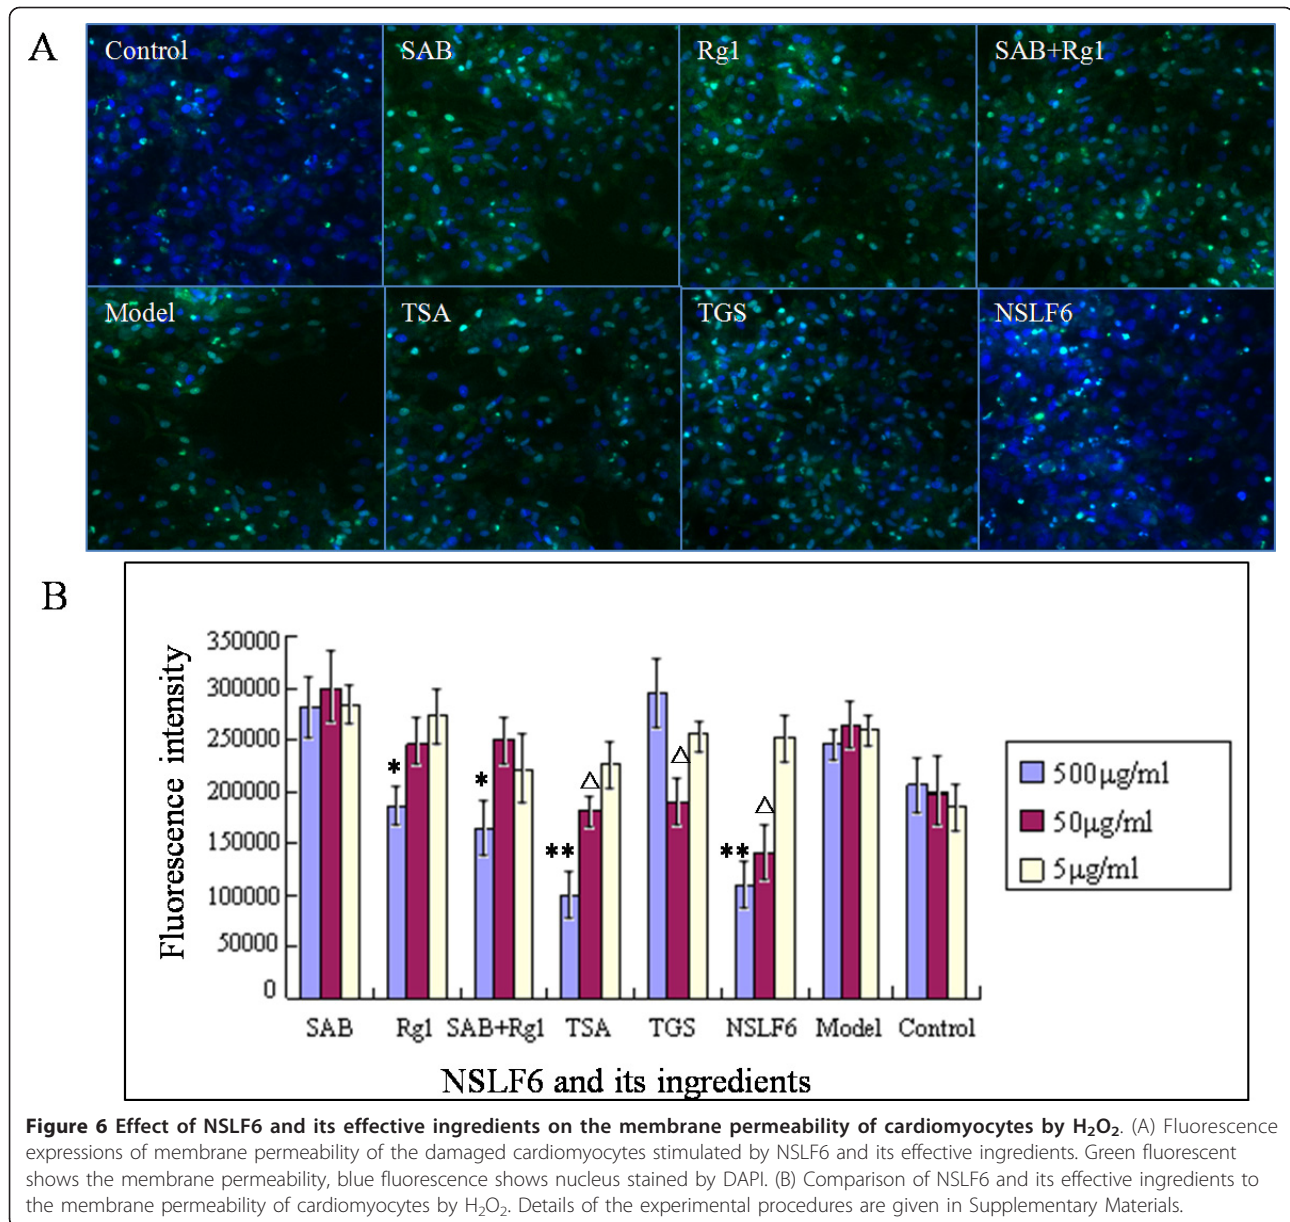 A
Control
SAB
Rg1
SAB+Rg1
Model
TSA
TGS
NSLF6
B
Fluorescence intensity
350000
300000
250000
200000
150000
100000
50000
0
*
*
**
△
△
**
△
SAB
Rg1
SAB+Rg1
TSA
TGS
NSLF6
Model
Control
NSLF6 and its ingredients
500μg/ml
50μg/ml
5μg/ml
Figure 6 Effect of NSLF6 and its effective ingredients on the membrane permeability of cardiomyocytes by H₂O₂. (A) Fluorescence
expressions of membrane permeability of the damaged cardiomyocytes stimulated by NSLF6 and its effective ingredients. Green fluorescent
shows the membrane permeability, blue fluorescence shows nucleus stained by DAPI. (B) Comparison of NSLF6 and its effective ingredients to
the membrane permeability of cardiomyocytes by H₂O₂. Details of the experimental procedures are given in Supplementary Materials.